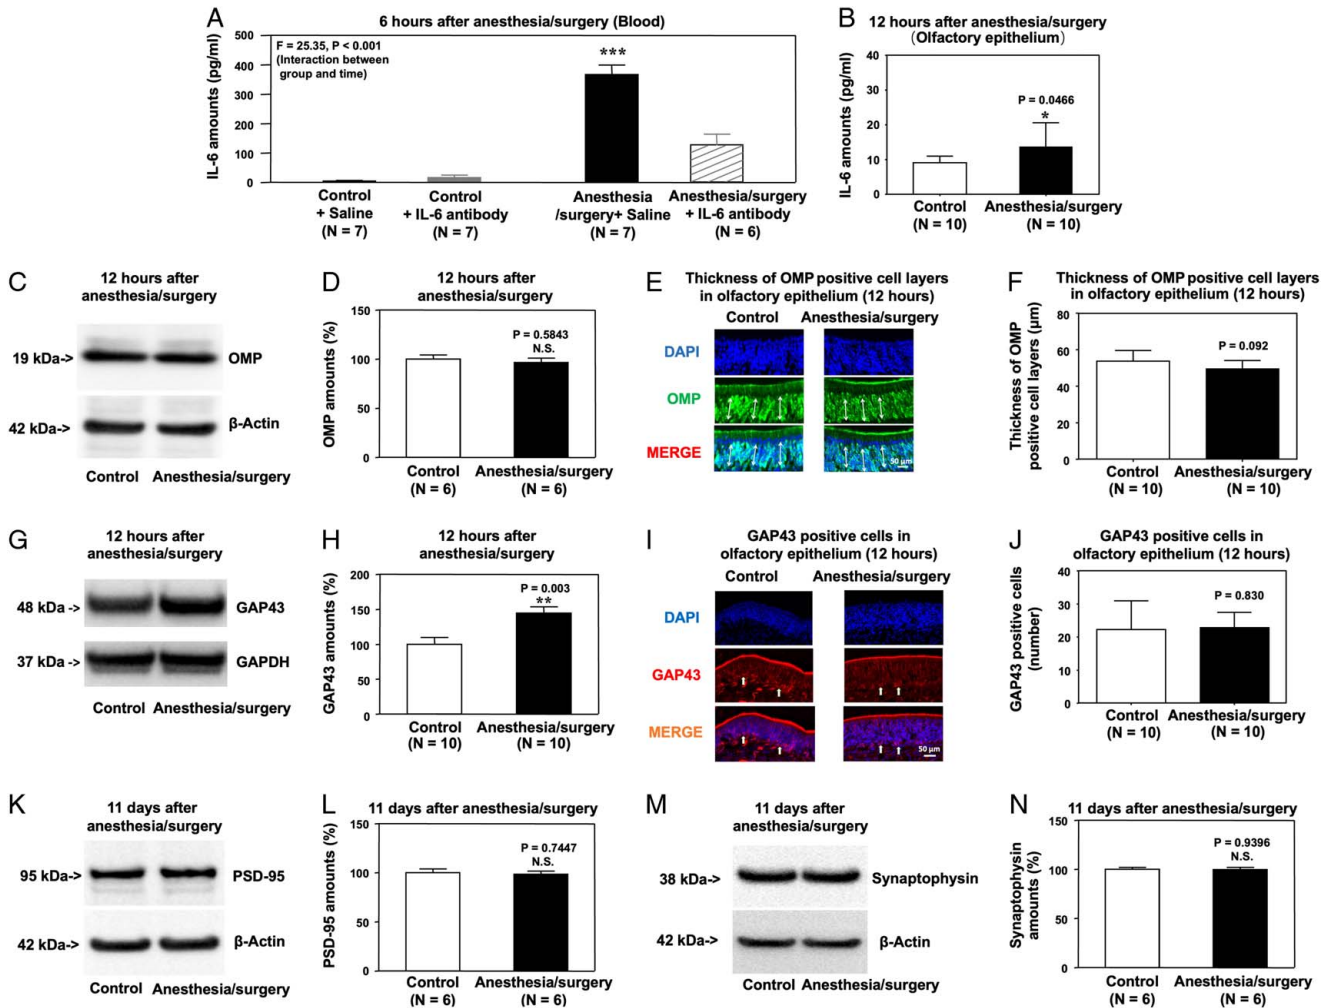 A
6 hours after anesthesia/surgery (Blood)
IL-6 amounts (pg/ml)
500
400
300
200
100
0
F = 25.35, P < 0.001
(Interaction between
group and time)
***
Control
+ Saline
(N = 7)
Control
+ IL-6 antibody
(N = 7)
Anesthesia
/surgery+ Saline
(N = 7)
Anesthesia/surgery
+ IL-6 antibody
(N = 6)
B
12 hours after anesthesia/surgery
(Olfactory epithelium)
IL-6 amounts (pg/ml)
40
30
20
10
0
P = 0.0466
*
Control
(N = 10)
Anesthesia/surgery
(N = 10)
C
12 hours after
anesthesia/surgery
19 kDa->
OMP
42 kDa->
β-Actin
Control
Anesthesia/surgery
D
12 hours after
anesthesia/surgery
OMP amounts (%)
150
100
50
0
P = 0.5843
N.S.
Control
(N = 6)
Anesthesia/surgery
(N = 6)
E
Thickness of OMP positive cell layers
in olfactory epithelium (12 hours)
Control
Anesthesia/surgery
DAPI
OMP
MERGE
50 µm
F
Thickness of OMP positive cell layers
in olfactory epithelium (12 hours)
Thickness of OMP
positive cell layers (µm)
80
60
40
20
0
P = 0.092
Control
(N = 10)
Anesthesia/surgery
(N = 10)
G
12 hours after
anesthesia/surgery
48 kDa ->
GAP43
37 kDa ->
GAPDH
Control
Anesthesia/surgery
H
12 hours after
anesthesia/surgery
GAP43 amounts (%)
200
150
100
50
0
P = 0.003
**
Control
(N = 10)
Anesthesia/surgery
(N = 10)
I
GAP43 positive cells in
olfactory epithelium (12 hours)
Control
Anesthesia/surgery
DAPI
GAP43
MERGE
50 µm
J
GAP43 positive cells in
olfactory epithelium (12 hours)
GAP43 positive cells
(number)
40
30
20
10
0
P = 0.830
Control
(N = 10)
Anesthesia/surgery
(N = 10)
K
11 days after
anesthesia/surgery
95 kDa->
PSD-95
42 kDa->
β-Actin
Control
Anesthesia/surgery
L
11 days after anesthesia/surgery
PSD-95 amounts (%)
150
100
50
0
P = 0.7447
N.S.
Control
(N = 6)
Anesthesia/surgery
(N = 6)
M
11 days after
anesthesia/surgery
38 kDa->
Synaptophysin
42 kDa->
β-Actin
Control
Anesthesia/surgery
N
11 days after anesthesia/surgery
Synaptophysin
amounts (%)
150
100
50
0
P = 0.9396
N.S.
Control
(N = 6)
Anesthesia/surgery
(N = 6)